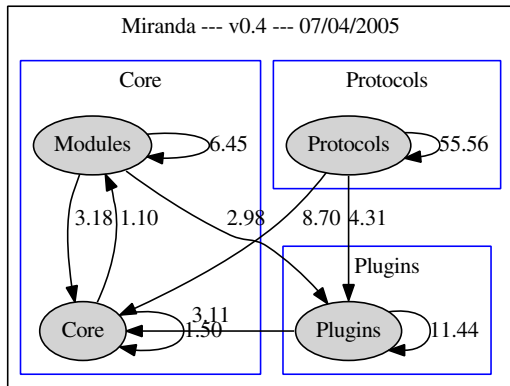 Miranda --- v0.4 --- 07/04/2005
Core Protocols
Modules 6.45 Protocols 55.56
3.18 1.10 2.98 8.70 4.31
Plugins
3.11
Core 1.50 Plugins 11.44